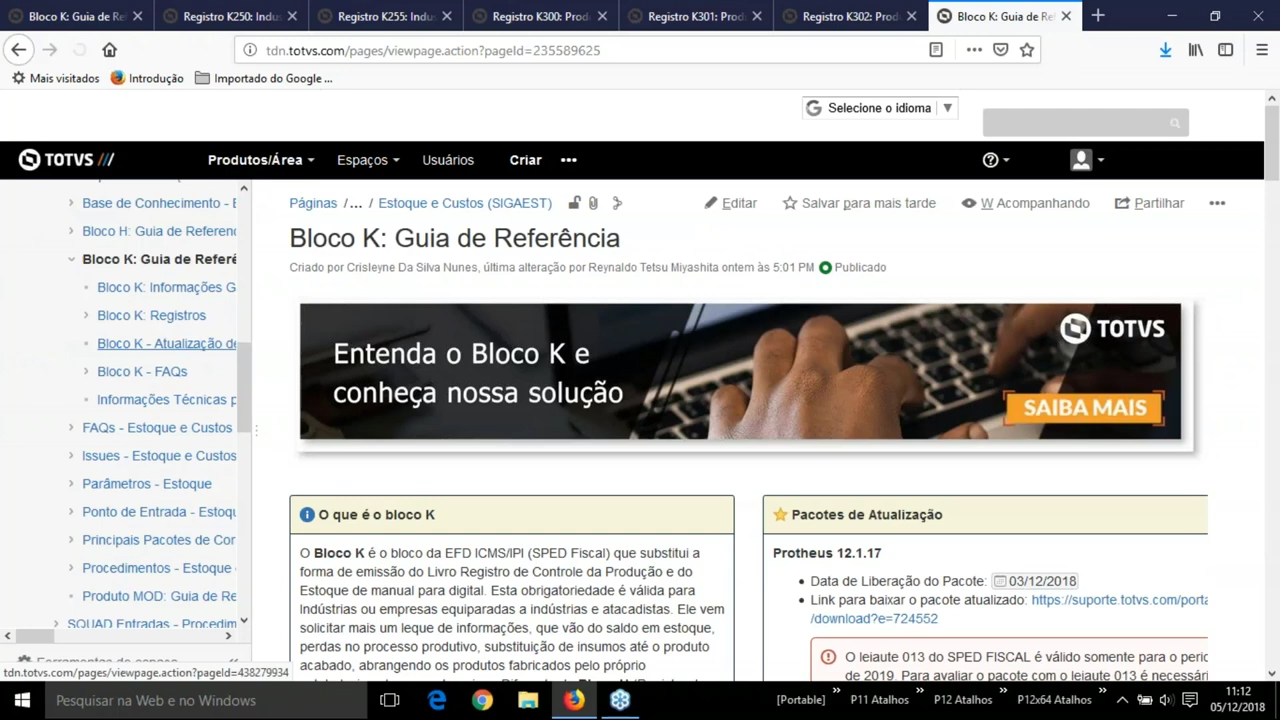 Bloco K: Guia de Re
Registro K250: Indus
Registro K255: Indus
Registro K300: Prod
Registro K301: Prod
Registro K302: Prod
Bloco K: Guia de Re
tdn.totvs.com/pages/viewpage.action?pageId=235589625
Mais visitados
Introdução
Importado do Google ...
Selecione o idioma
TOTVS
Produtos/Área
Espaços
Usuários
Criar
Base de Conhecimento - E
Bloco H: Guia de Referenc
Bloco K: Guia de Referê
Bloco K: Informações G
Bloco K: Registros
Bloco K - Atualização de
Bloco K - FAQs
Informações Técnicas p
FAQs - Estoque e Custos
Issues - Estoque e Custos
Parâmetros - Estoque
Ponto de Entrada - Estoqu
Principais Pacotes de Cor
Procedimentos - Estoque
Produto MOD: Guia de Re
SQUAD Entradas - Procedim
Ferramentas do espaço
tdn.totvs.com/pages/viewpage.action?pageId=438279934
Páginas /... / Estoque e Custos (SIGAEST)
Editar
Salvar para mais tarde
W Acompanhando
Partilhar
Bloco K: Guia de Referência
Criado por Crisleyne Da Silva Nunes, última alteração por Reynaldo Tetsu Miyashita ontem às 5:01 PM Publicado
Entenda o Bloco K e
conheça nossa solução
TOTVS
SAIBA MAIS
O que é o bloco K
O Bloco K é o bloco da EFD ICMS/IPI (SPED Fiscal) que substitui a
forma de emissão do Livro Registro de Controle da Produção e do
Estoque de manual para digital. Esta obrigatoriedade é válida para
Indústrias ou empresas equiparadas a indústrias e atacadistas. Ele vem
solicitar mais um leque de informações, que vão do saldo em estoque,
perdas no processo produtivo, substituição de insumos até o produto
acabado, abrangendo os produtos fabricados pelo próprio
Pacotes de Atualização
Protheus 12.1.17
Data de Liberação do Pacote: 03/12/2018
Link para baixar o pacote atualizado: https://suporte.totvs.com/porta
/download?e=724552
O leiaute 013 do SPED FISCAL é válido somente para o perío
de 2019. Para avaliar o pacote com o leiaute 013 é necessári
Pesquisar na Web e no Windows
[Portable]
P11 Atalhos
P12 Atalhos
P12x64 Atalhos
11:12
05/12/2018